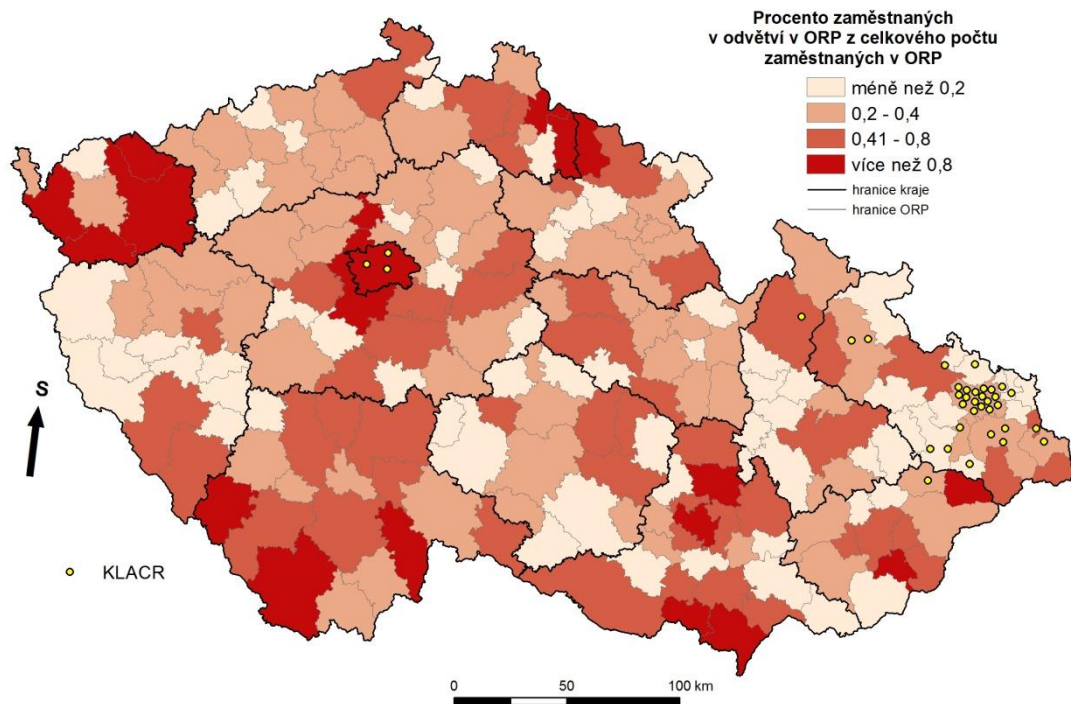 Procento zaměstnaných
v odvětví v ORP z celkového počtu
zaměstnaných v ORP
méně než 0,2
0,2 - 0,4
0,41 - 0,8
více než 0,8
hranice kraje
hranice ORP
S
KLACR
0 50 100 km